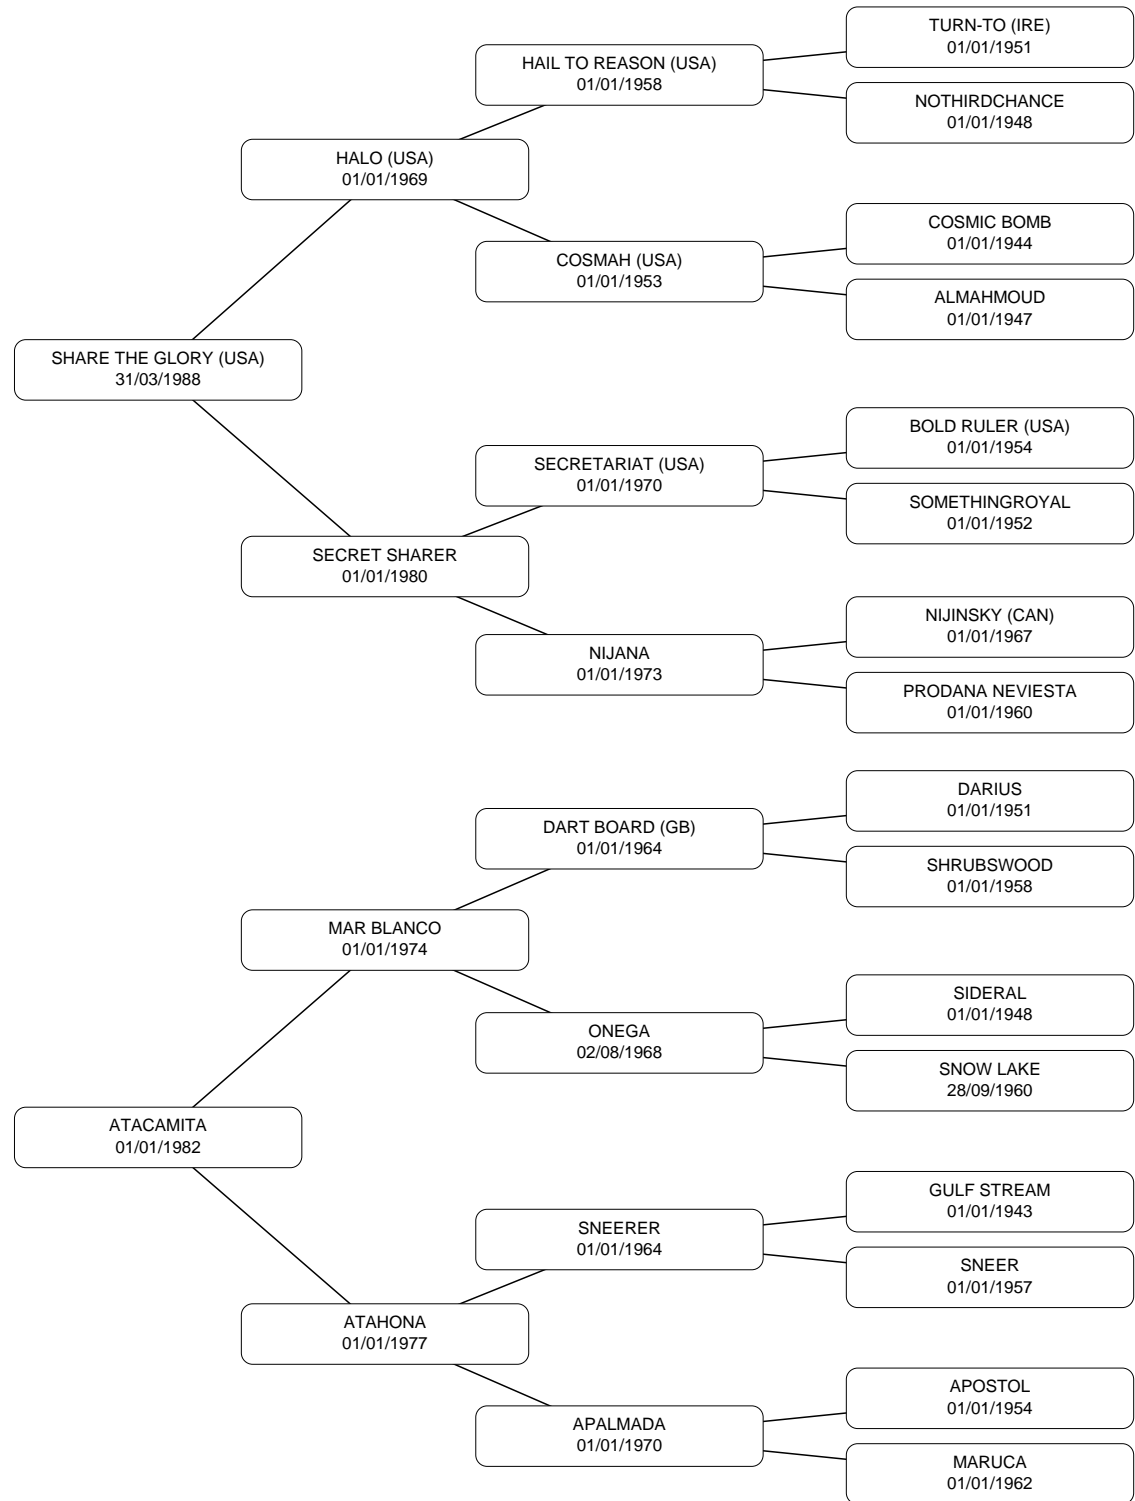 TURN-TO (IRE)
01/01/1951
HAIL TO REASON (USA)
01/01/1958
NOTHIRDCHANCE
01/01/1948
HALO (USA)
01/01/1969
COSMIC BOMB
01/01/1944
COSMAH (USA)
01/01/1953
ALMAHMOUD
01/01/1947
SHARE THE GLORY (USA)
31/03/1988
BOLD RULER (USA)
01/01/1954
SECRETARIAT (USA)
01/01/1970
SOMETHINGROYAL
01/01/1952
SECRET SHARER
01/01/1980
NIJINSKY (CAN)
01/01/1967
NIJANA
01/01/1973
PRODANA NEVIESTA
01/01/1960
DARIUS
01/01/1951
DART BOARD (GB)
01/01/1964
SHRUBSWOOD
01/01/1958
MAR BLANCO
01/01/1974
SIDERAL
01/01/1948
ONEGA
02/08/1968
SNOW LAKE
28/09/1960
ATACAMITA
01/01/1982
GULF STREAM
01/01/1943
SNEERER
01/01/1964
SNEER
01/01/1957
ATAHONA
01/01/1977
APOSTOL
01/01/1954
APALMADA
01/01/1970
MARUCA
01/01/1962